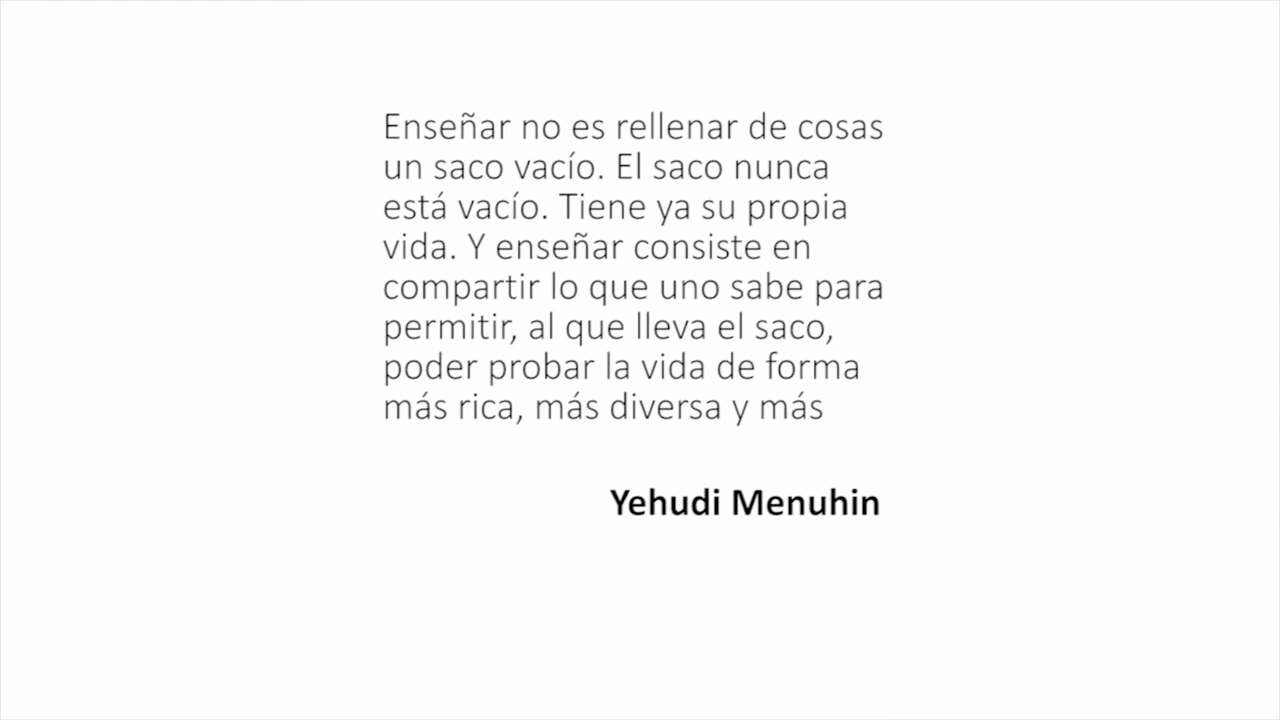 Enseñar no es rellenar de cosas
un saco vacío. El saco nunca
está vacío. Tiene ya su propia
vida. Y enseñar consiste en
compartir lo que uno sabe para
permitir, al que lleva el saco,
poder probar la vida de forma
más rica, más diversa y más
Yehudi Menuhin